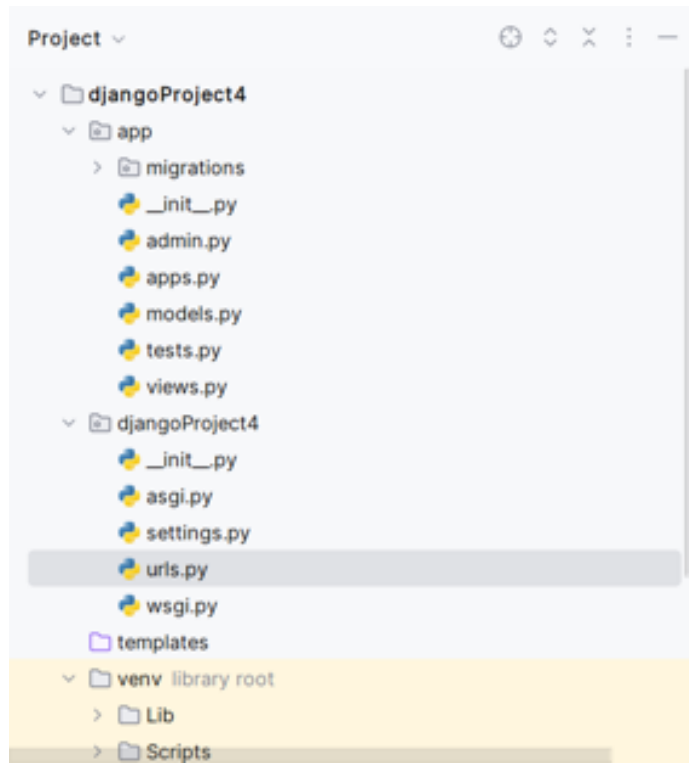 Project
djangoProject4
app
migrations
__init__.py
admin.py
apps.py
models.py
tests.py
views.py
djangoProject4
__init__.py
asgi.py
settings.py
urls.py
wsgi.py
templates
venv library root
Lib
Scripts